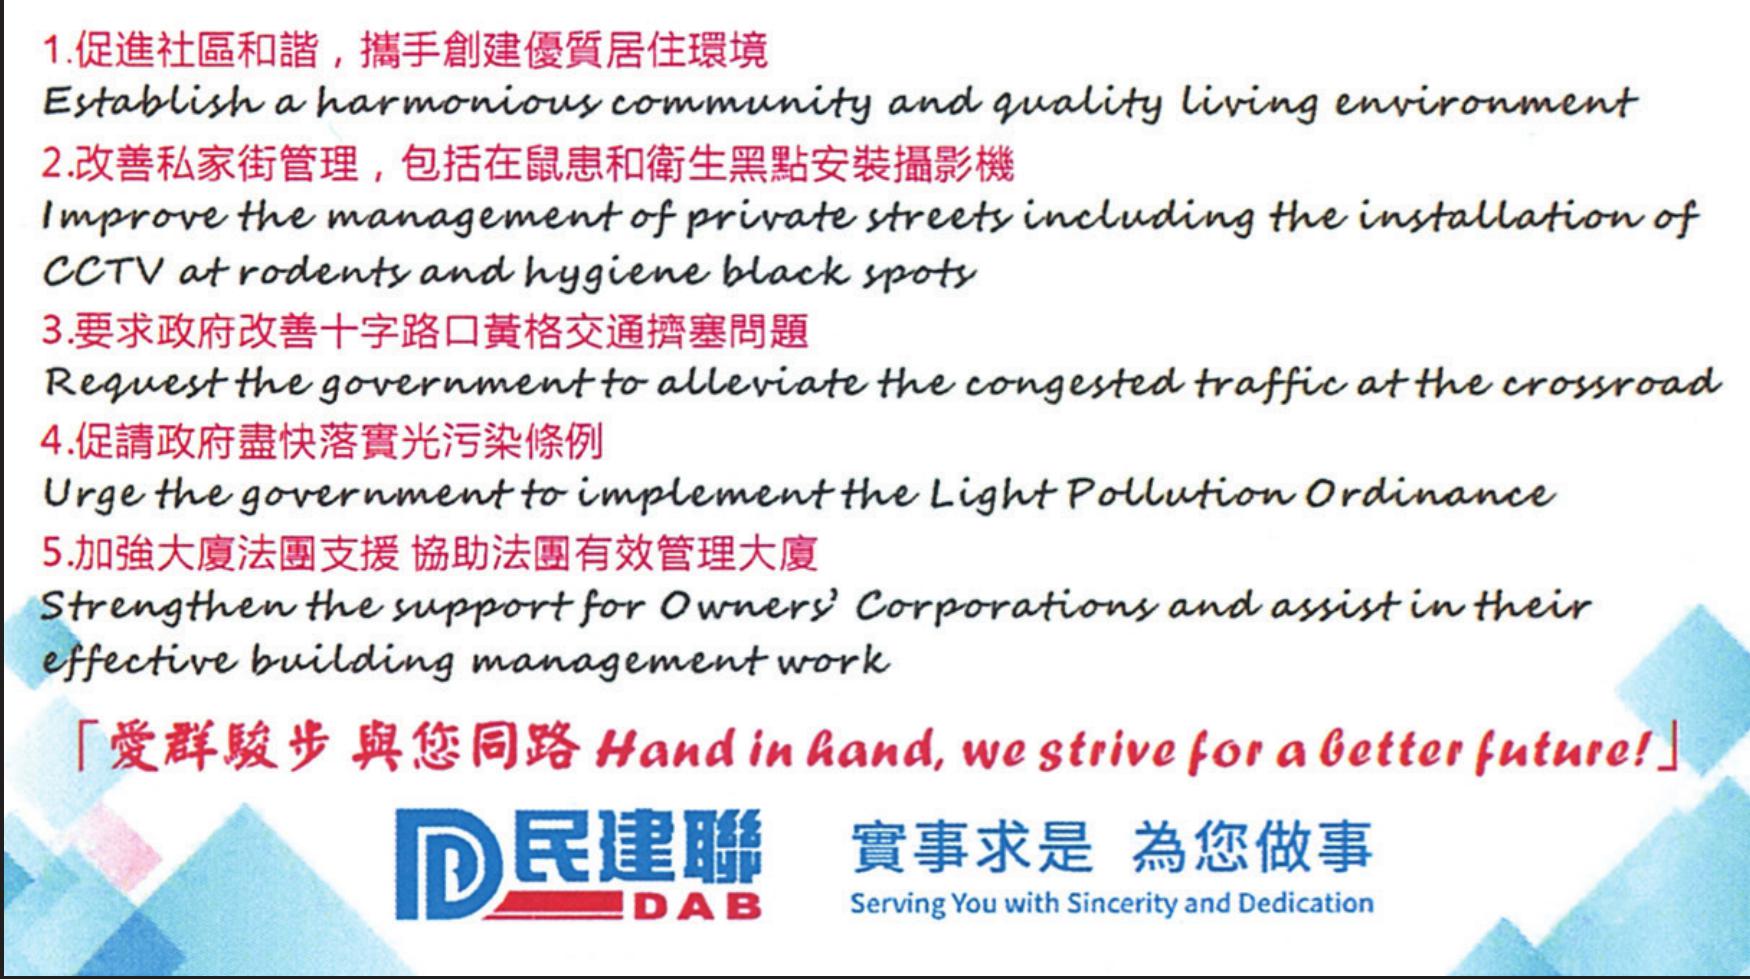 1.促進社區和諧，攜手創建優質居住環境
Establish a harmonious community and quality living environment
2.改善私家街管理，包括在鼠患和衛生黑點安裝攝影機
Improve the management of private streets including the installation of
CCTV at rodents and hygiene black spots
3.要求政府改善十字路口黃格交通擠塞問題
Request the government to alleviate the congested traffic at the crossroad
4.促請政府盡快落實光污染條例
Urge the government to implement the Light Pollution Ordinance
5.加強大廈法團支援 協助法團有效管理大廈
Strengthen the support for Owners' Corporations and assist in their
effective building management work
「愛群駿步 與您同路 Hand in hand, we strive for a better future!」
民建聯
DAB
實事求是 為您做事
Serving You with Sincerity and Dedication